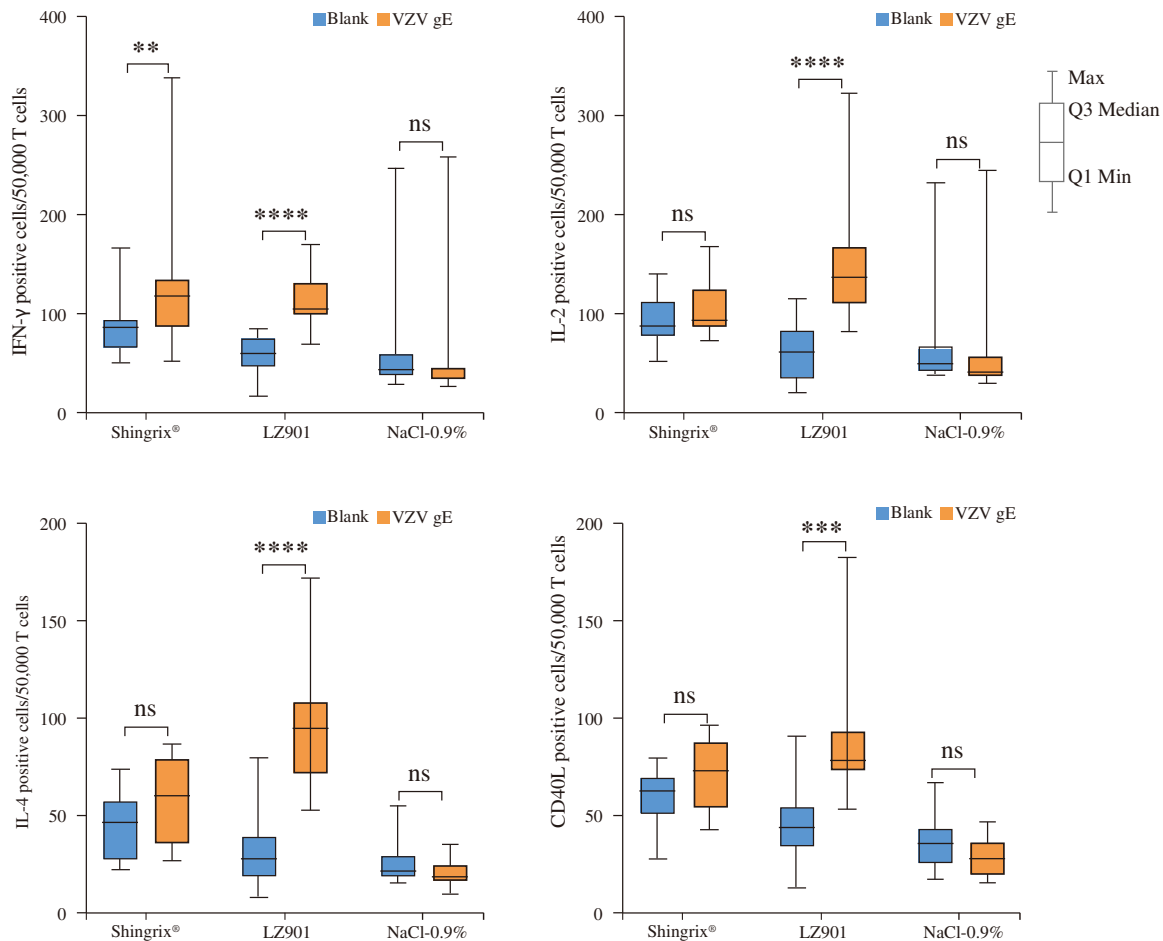 Blank VZV gE
IFN-γ positive cells/50,000 T cells
400
300
200
100
0
**
****
ns
Shingrix®
LZ901
NaCl-0.9%
Blank VZV gE
IL-2 positive cells/50,000 T cells
400
300
200
100
0
ns
****
ns
Shingrix®
LZ901
NaCl-0.9%
Max
Q3 Median
Q1 Min
Blank VZV gE
IL-4 positive cells/50,000 T cells
200
150
100
50
0
ns
****
ns
Shingrix®
LZ901
NaCl-0.9%
Blank VZV gE
CD40L positive cells/50,000 T cells
200
150
100
50
0
ns
***
ns
Shingrix®
LZ901
NaCl-0.9%